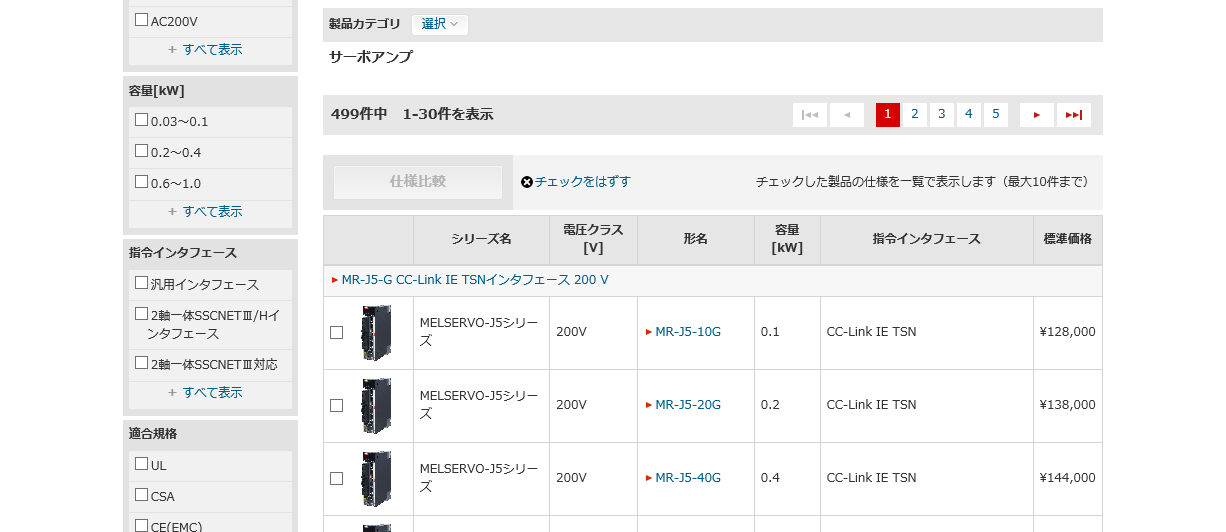 AC200V
すべて表示
容量[kW]
0.03～0.1
0.2～0.4
0.6～1.0
すべて表示
指令インタフェース
汎用インタフェース
2軸一体SSCNETⅢ/Hイ
ンタフェース
2軸一体SSCNETⅢ対応
すべて表示
適合規格
UL
CSA
CE(EMC)
製品カテゴリ 選択
サーボアンプ
499件中 1-30件を表示 1 2 3 4 5
仕様比較 チェックをはずす チェックした製品の仕様を一覧で表示します（最大10件まで）
シリーズ名 電圧クラス 形名 容量 指令インタフェース 標準価格
[V] [kW]
MR-J5-G CC-Link IE TSNインタフェース 200 V
MELSERVO-J5シリー
ズ 200V MR-J5-10G 0.1 CC-Link IE TSN ¥128,000
MELSERVO-J5シリー
ズ 200V MR-J5-20G 0.2 CC-Link IE TSN ¥138,000
MELSERVO-J5シリー
ズ 200V MR-J5-40G 0.4 CC-Link IE TSN ¥144,000